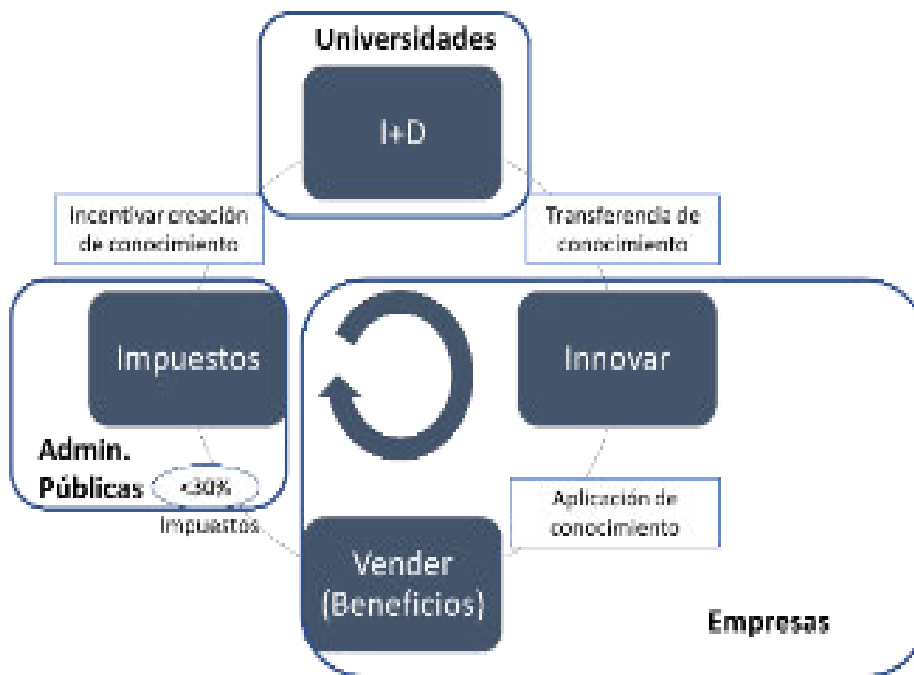 Universidades
I+D
Incentivar creación
de conocimiento
Transferencia de
conocimiento
Impuestos
Innovar
Admin.
Públicas
<30%
Impuestos
Aplicación de
conocimiento
Vender
(Beneficios)
Empresas